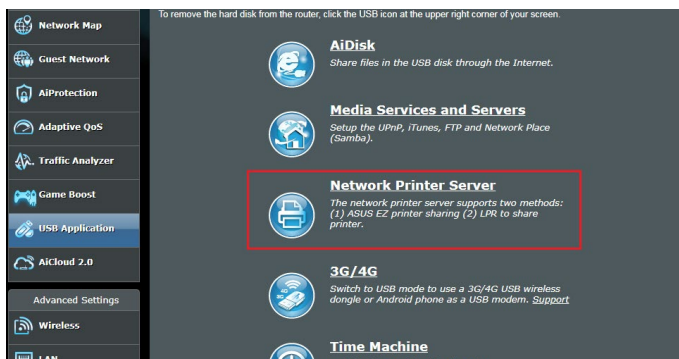 To remove the hard disk from the router, click the USB icon at the upper right corner of your screen.
Network Map
Guest Network
AiProtection
Adaptive QoS
Traffic Analyzer
Game Boost
USB Application
AiCloud 2.0
Advanced Settings
Wireless
LAN
AiDisk
Share files in the USB disk through the Internet.
Media Services and Servers
Setup the UPnP, iTunes, FTP and Network Place
(Samba).
Network Printer Server
The network printer server supports two methods:
(1) ASUS EZ printer sharing (2) LPR to share
printer.
3G/4G
Switch to USB mode to use a 3G/4G USB wireless
dongle or Android phone as a USB modem. Support
Time Machine